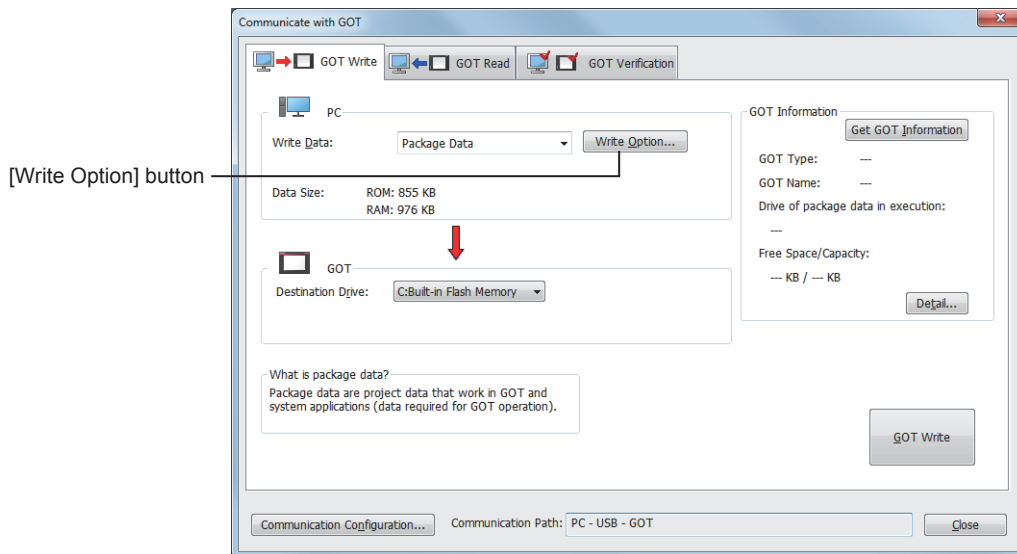 Communicate with GOT
GOT Write
GOT Read
GOT Verification
PC
Write Data:
Package Data
Write Option...
[Write Option] button
Data Size:
ROM: 855 KB
RAM: 976 KB
GOT
Destination Drive:
C:Built-in Flash Memory
What is package data?
Package data are project data that work in GOT and
system applications (data required for GOT operation).
GOT Information
Get GOT Information
GOT Type: ---
GOT Name: ---
Drive of package data in execution:
---
Free Space/Capacity:
--- KB / --- KB
Detail...
GOT Write
Communication Configuration...
Communication Path:
PC - USB - GOT
Close